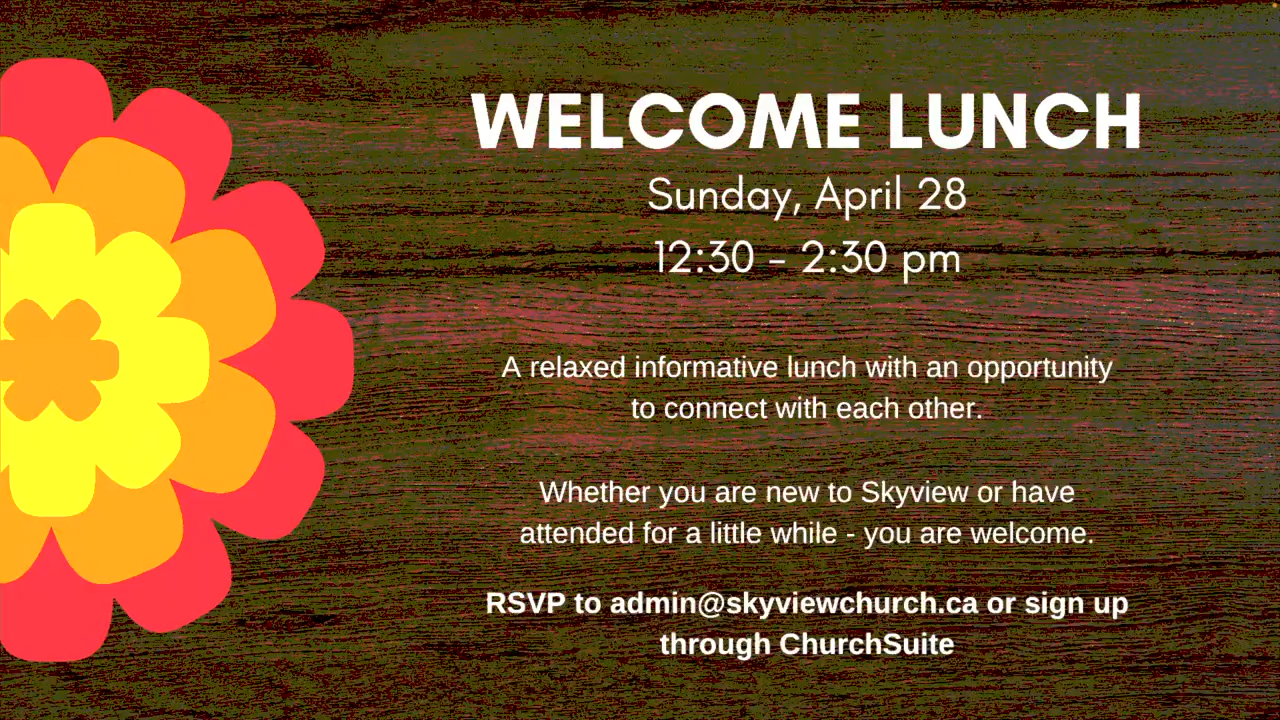 WELCOME LUNCH
Sunday, April 28
12:30 – 2:30 pm
A relaxed informative lunch with an opportunity
to connect with each other.
Whether you are new to Skyview or have
attended for a little while - you are welcome.
RSVP to admin@skyviewchurch.ca or sign up
through ChurchSuite